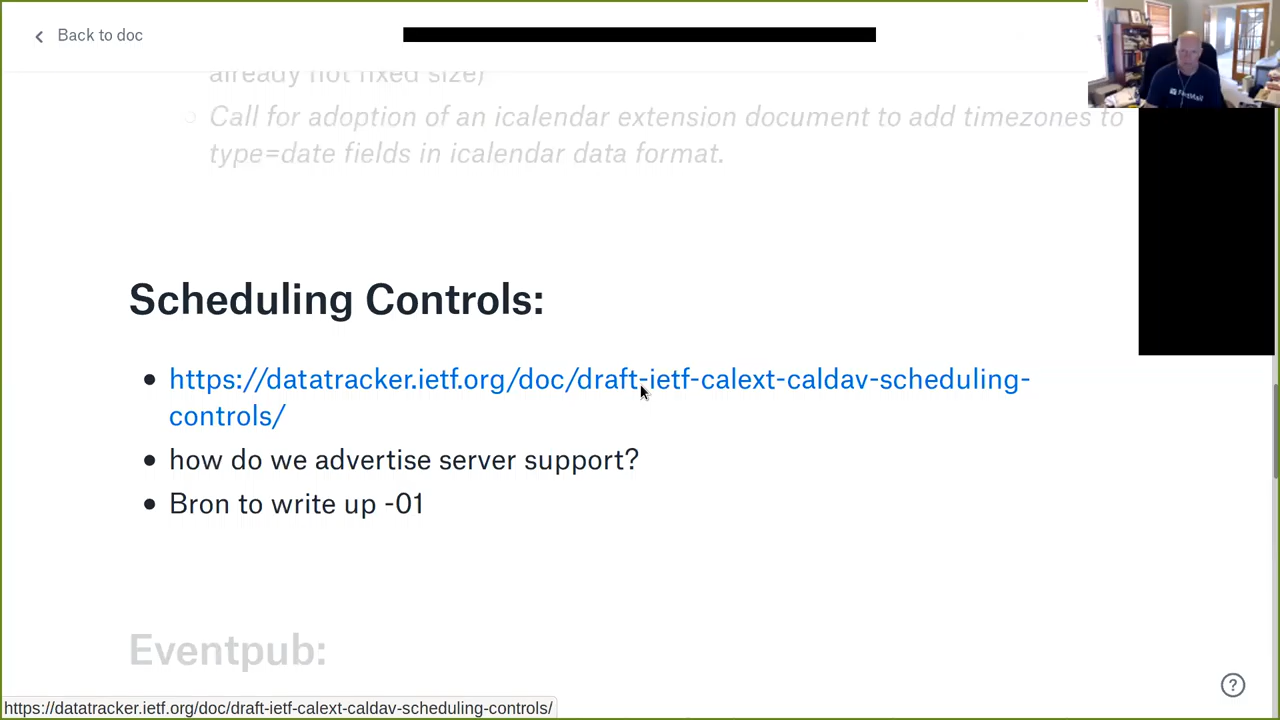 Back to doc
already not fixed size)
Call for adoption of an icalendar extension document to add timezones to
type=date fields in icalendar data format.
Scheduling Controls:
https://datatracker.ietf.org/doc/draft-ietf-calext-caldav-scheduling-
controls/
how do we advertise server support?
Bron to write up -01
Eventpub:
https://datatracker.ietf.org/doc/draft-ietf-calext-caldav-scheduling-controls/